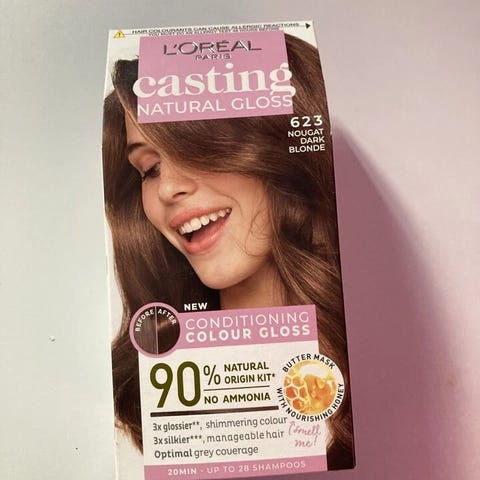 HAIR COLOURANTS CAN CAUSE ALLERGIC REACTIONS
L'ORÉAL
PARIS
casting
NATURAL GLOSS
623
NOUGAT
DARK
BLONDE
BEFORE AFTER
NEW
CONDITIONING
COLOUR GLOSS
90% NATURAL
ORIGIN KIT*
NO AMMONIA
BUTTER MASK
WITH NOURISHING HONEY
I smell
me!
3x glossier**, shimmering colour
3x silkier***, manageable hair
Optimal grey coverage
20MIN - UP TO 28 SHAMPOOS